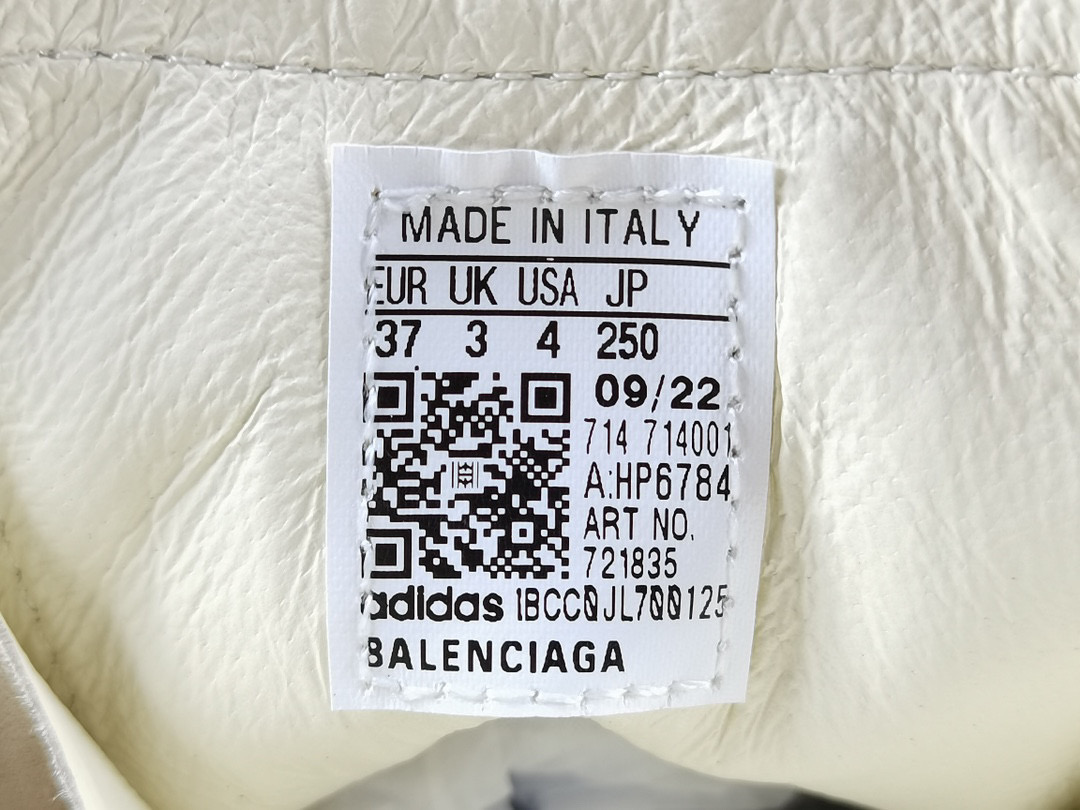 MADE IN ITALY
EUR UK USA JP
37 3 4 250
09/22
714 714001
A:HP6784
ART NO.
721835
adidas 1BCC0JL700125
BALENCIAGA